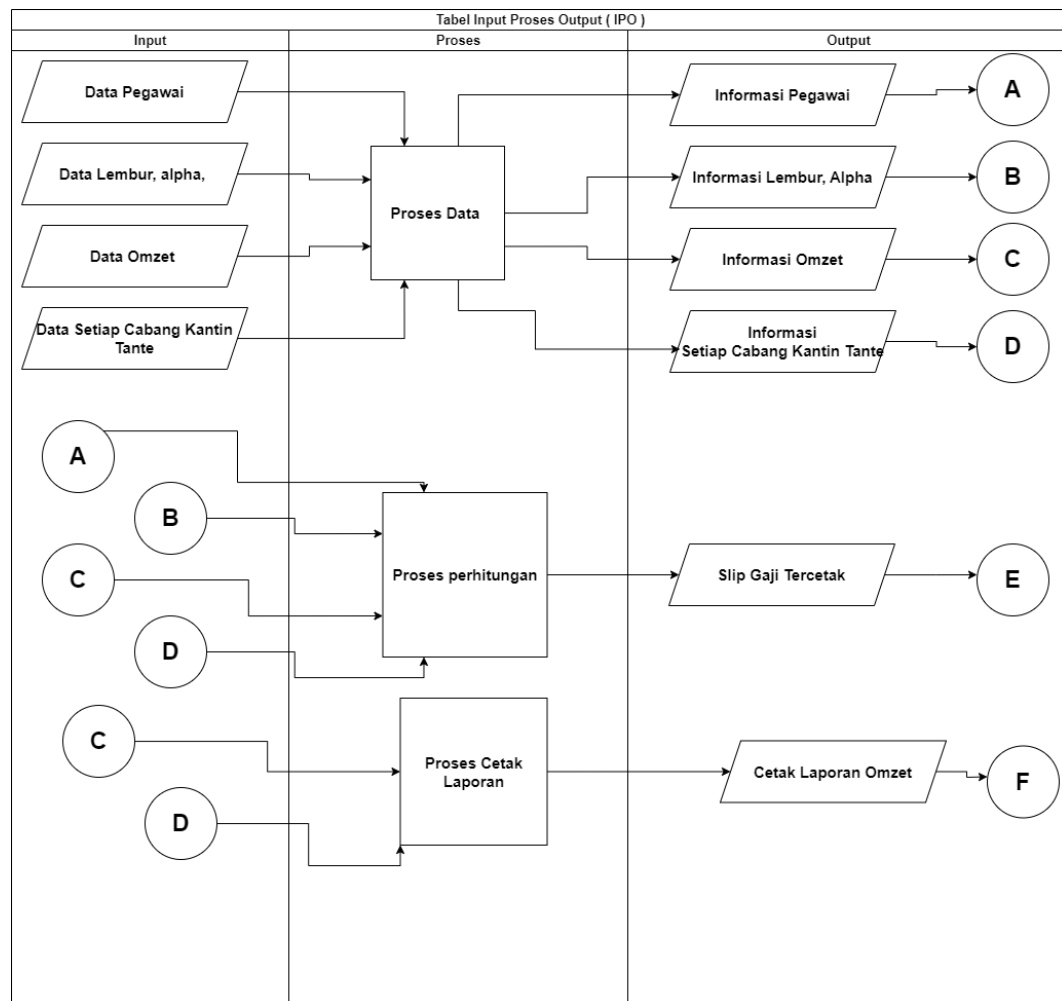 Tabel Input Proses Output ( IPO )
Input
Proses
Output
Data Pegawai
Informasi Pegawai
A
Data Lembur, alpha,
Proses Data
Informasi Lembur, Alpha
B
Data Omzet
Informasi Omzet
C
Data Setiap Cabang Kantin
Tante
Informasi
Setiap Cabang Kantin Tante
D
A
B
C
D
Proses perhitungan
Slip Gaji Tercetak
E
C
D
Proses Cetak
Laporan
Cetak Laporan Omzet
F